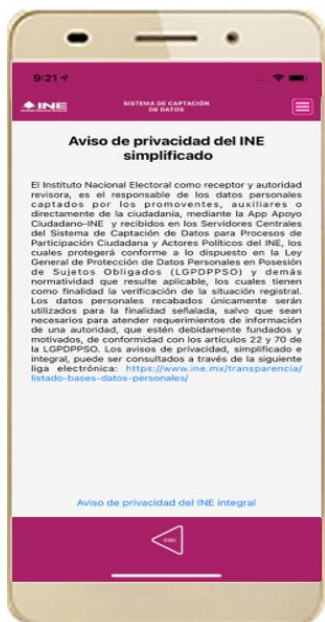 9:21
INE
SISTEMA DE CAPTACIÓN
DE DATOS
Aviso de privacidad del INE
simplificado
El Instituto Nacional Electoral como receptor y autoridad
revisora, es el responsable de los datos personales
captados por los promoventes, auxiliares o
directamente de la ciudadanía, mediante la App Apoyo
Ciudadano-INE y recibidos en los Servidores Centrales
del Sistema de Captación de Datos para Procesos de
Participación Ciudadana y Actores Políticos del INE, los
cuales protegerá conforme a lo dispuesto en la Ley
General de Protección de Datos Personales en Posesión
de Sujetos Obligados (LGPDPPSO) y demás
normatividad que resulte aplicable, los cuales tienen
como finalidad la verificación de la situación registral.
Los datos personales recabados únicamente serán
utilizados para la finalidad señalada, salvo que sean
necesarios para atender requerimientos de información
de una autoridad, que estén debidamente fundados y
motivados, de conformidad con los artículos 22 y 70 de
la LGPDPPSO. Los avisos de privacidad, simplificado e
integral, puede ser consultados a través de la siguiente
liga electrónica: https://www.ine.mx/transparencia/
listado-bases-datos-personales/
Aviso de privacidad del INE integral